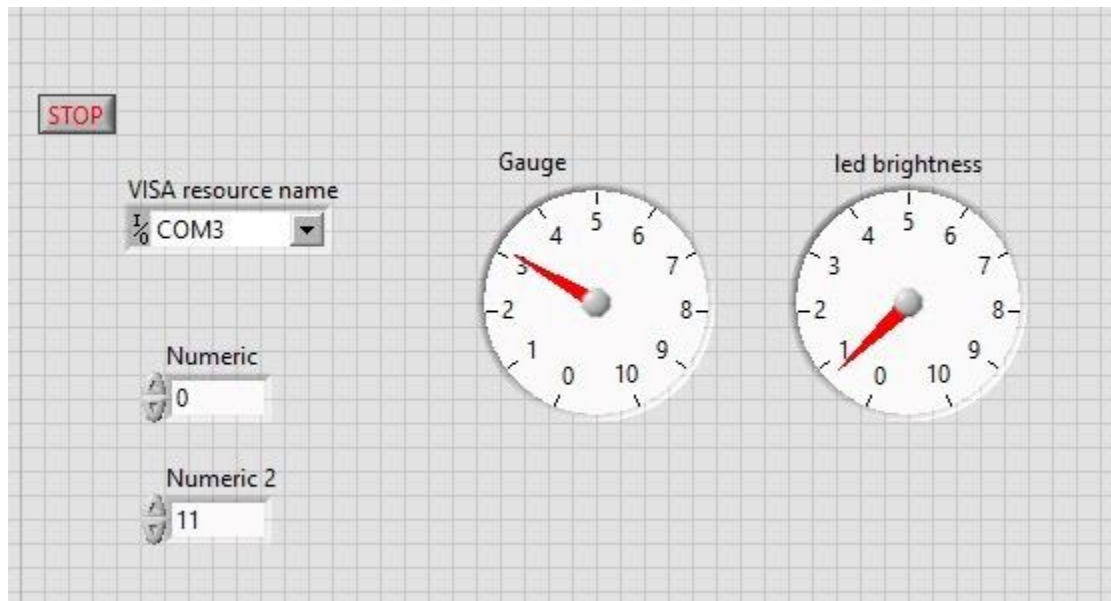 STOP
VISA resource name
I/O COM3
Numeric
0
Numeric 2
11
Gauge
0 1 2 3 4 5 6 7 8 9 10
led brightness
0 1 2 3 4 5 6 7 8 9 10